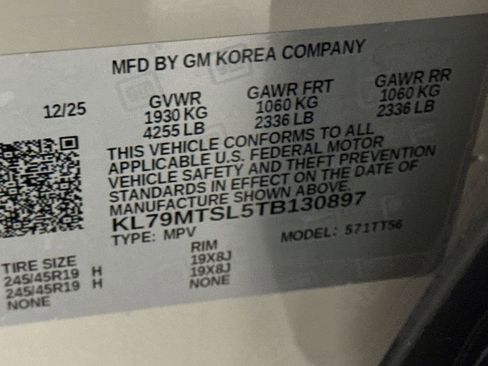 MFD BY GM KOREA COMPANY
12/25
GVWR
1930 KG
4255 LB
GAWR FRT
1060 KG
2336 LB
GAWR RR
1060 KG
2336 LB
THIS VEHICLE CONFORMS TO ALL
APPLICABLE U.S. FEDERAL MOTOR
VEHICLE SAFETY AND THEFT PREVENTION
STANDARDS IN EFFECT ON THE DATE OF
MANUFACTURE SHOWN ABOVE.
KL79MTSL5TB130897
TYPE: MPV
MODEL: 571TT56
TIRE SIZE
245/45R19 H
245/45R19 H
NONE
RIM
19X8J
19X8J
NONE